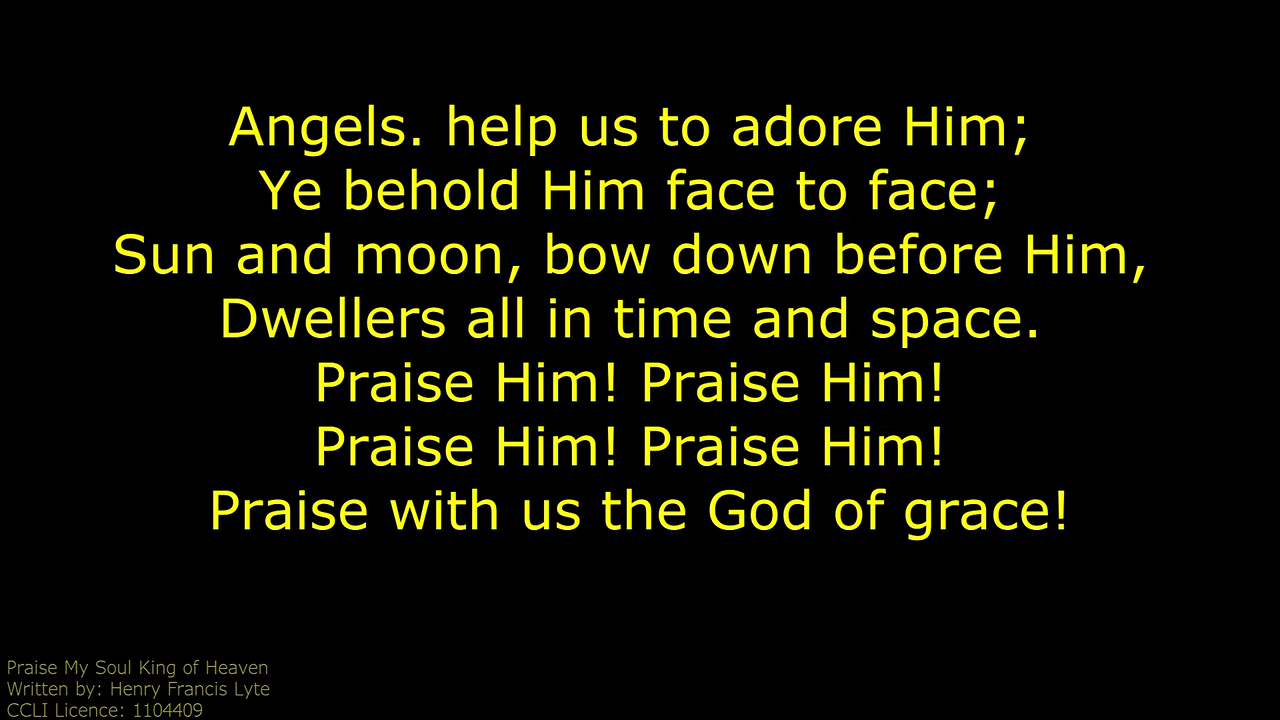 Angels. help us to adore Him;
Ye behold Him face to face;
Sun and moon, bow down before Him,
Dwellers all in time and space.
Praise Him! Praise Him!
Praise Him! Praise Him!
Praise with us the God of grace!
Praise My Soul King of Heaven
Written by: Henry Francis Lyte
CCLI Licence: 1104409